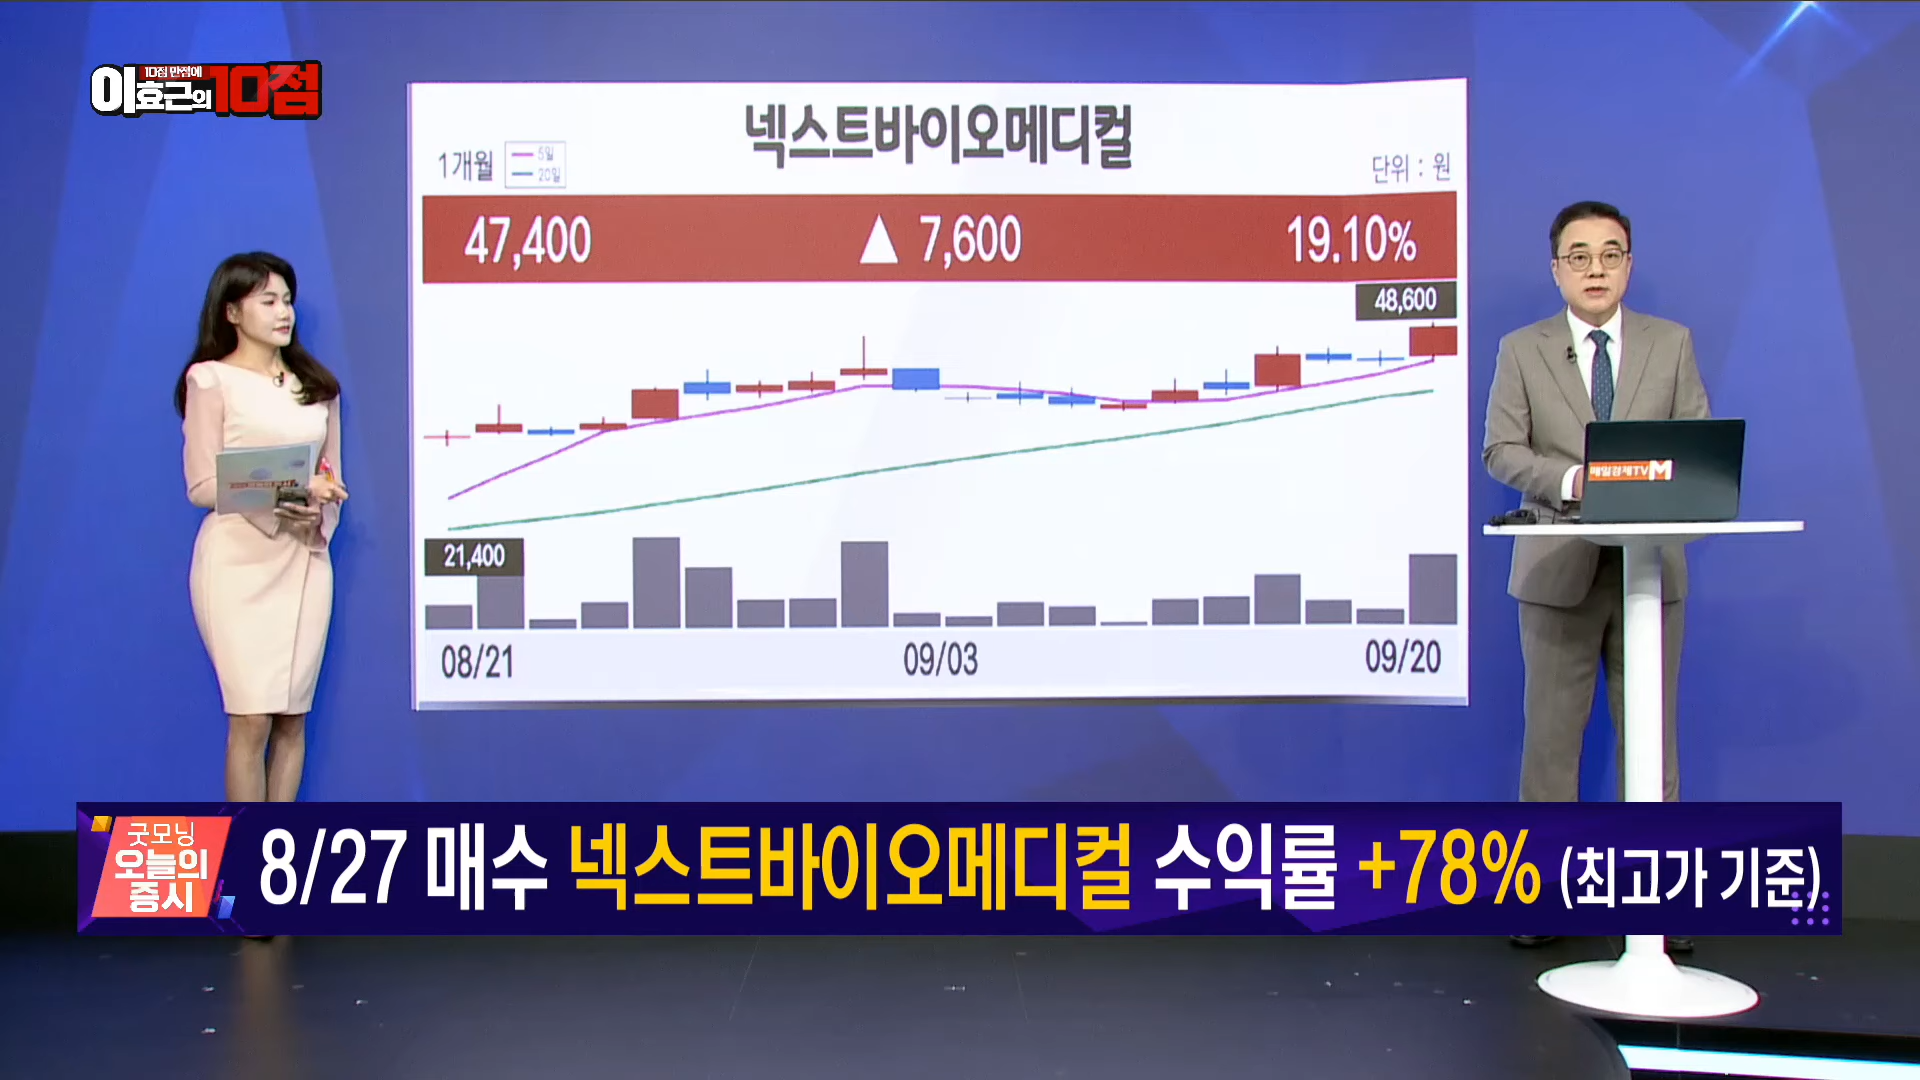 10점 만점에
이효근의10점
넥스트바이오메디컬
1개월
5일
20일
단위 : 원
47,400 ▲ 7,600 19.10%
48,600
21,400
08/21 09/03 09/20
매일경제TV M
굿모닝
오늘의
증시
8/27 매수 넥스트바이오메디컬 수익률 +78% (최고가 기준)